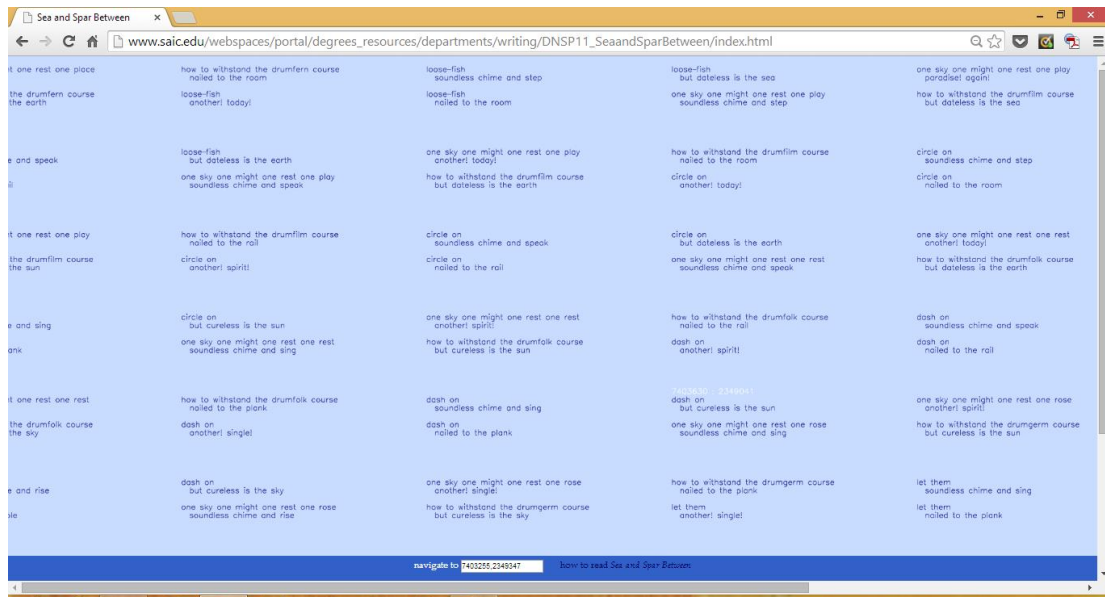 Sea and Spar Between
www.saic.edu/webspaces/portal/degrees_resources/departments/writing/DNSP11_SeaandSparBetween/index.html
one rest one place
the drumfern course
the earth
how to withstand the drumfern course
nailed to the room
loose-fish
another! today!
loose-fish
soundless chime and step
loose-fish
nailed to the room
loose-fish
but dateless is the sea
one sky one might one rest one play
soundless chime and step
one sky one might one rest one play
paradise! again!
how to withstand the drumfilm course
but dateless is the sea
and speak
loose-fish
but dateless is the earth
one sky one might one rest one play
soundless chime and speak
one sky one might one rest one play
another! today!
how to withstand the drumfilm course
but dateless is the earth
how to withstand the drumfilm course
nailed to the room
circle on
another! today!
circle on
soundless chime and step
circle on
nailed to the room
one rest one play
the drumfilm course
the sun
how to withstand the drumfilm course
nailed to the rail
circle on
another! spirit!
circle on
soundless chime and speak
circle on
nailed to the rail
circle on
but dateless is the earth
one sky one might one rest one rest
soundless chime and speak
one sky one might one rest one rest
another! today!
how to withstand the drumfolk course
but dateless is the earth
and sing
ank
circle on
but cureless is the sun
one sky one might one rest one rest
soundless chime and sing
one sky one might one rest one rest
another! spirit!
how to withstand the drumfolk course
but cureless is the sun
how to withstand the drumfolk course
nailed to the rail
dash on
another! spirit!
dash on
soundless chime and speak
dash on
nailed to the rail
one rest one rest
the drumfolk course
the sky
how to withstand the drumfolk course
nailed to the plank
dash on
another! single!
dash on
soundless chime and sing
dash on
nailed to the plank
dash on
but cureless is the sun
one sky one might one rest one rose
soundless chime and sing
one sky one might one rest one rose
another! spirit!
how to withstand the drumgerm course
but cureless is the sun
and rise
dash on
but cureless is the sky
one sky one might one rest one rose
soundless chime and rise
one sky one might one rest one rose
another! single!
how to withstand the drumgerm course
but cureless is the sky
how to withstand the drumgerm course
nailed to the plank
let them
another! single!
let them
soundless chime and sing
let them
nailed to the plank
navigate to 7403255,2349347 how to read Sea and Spar Between